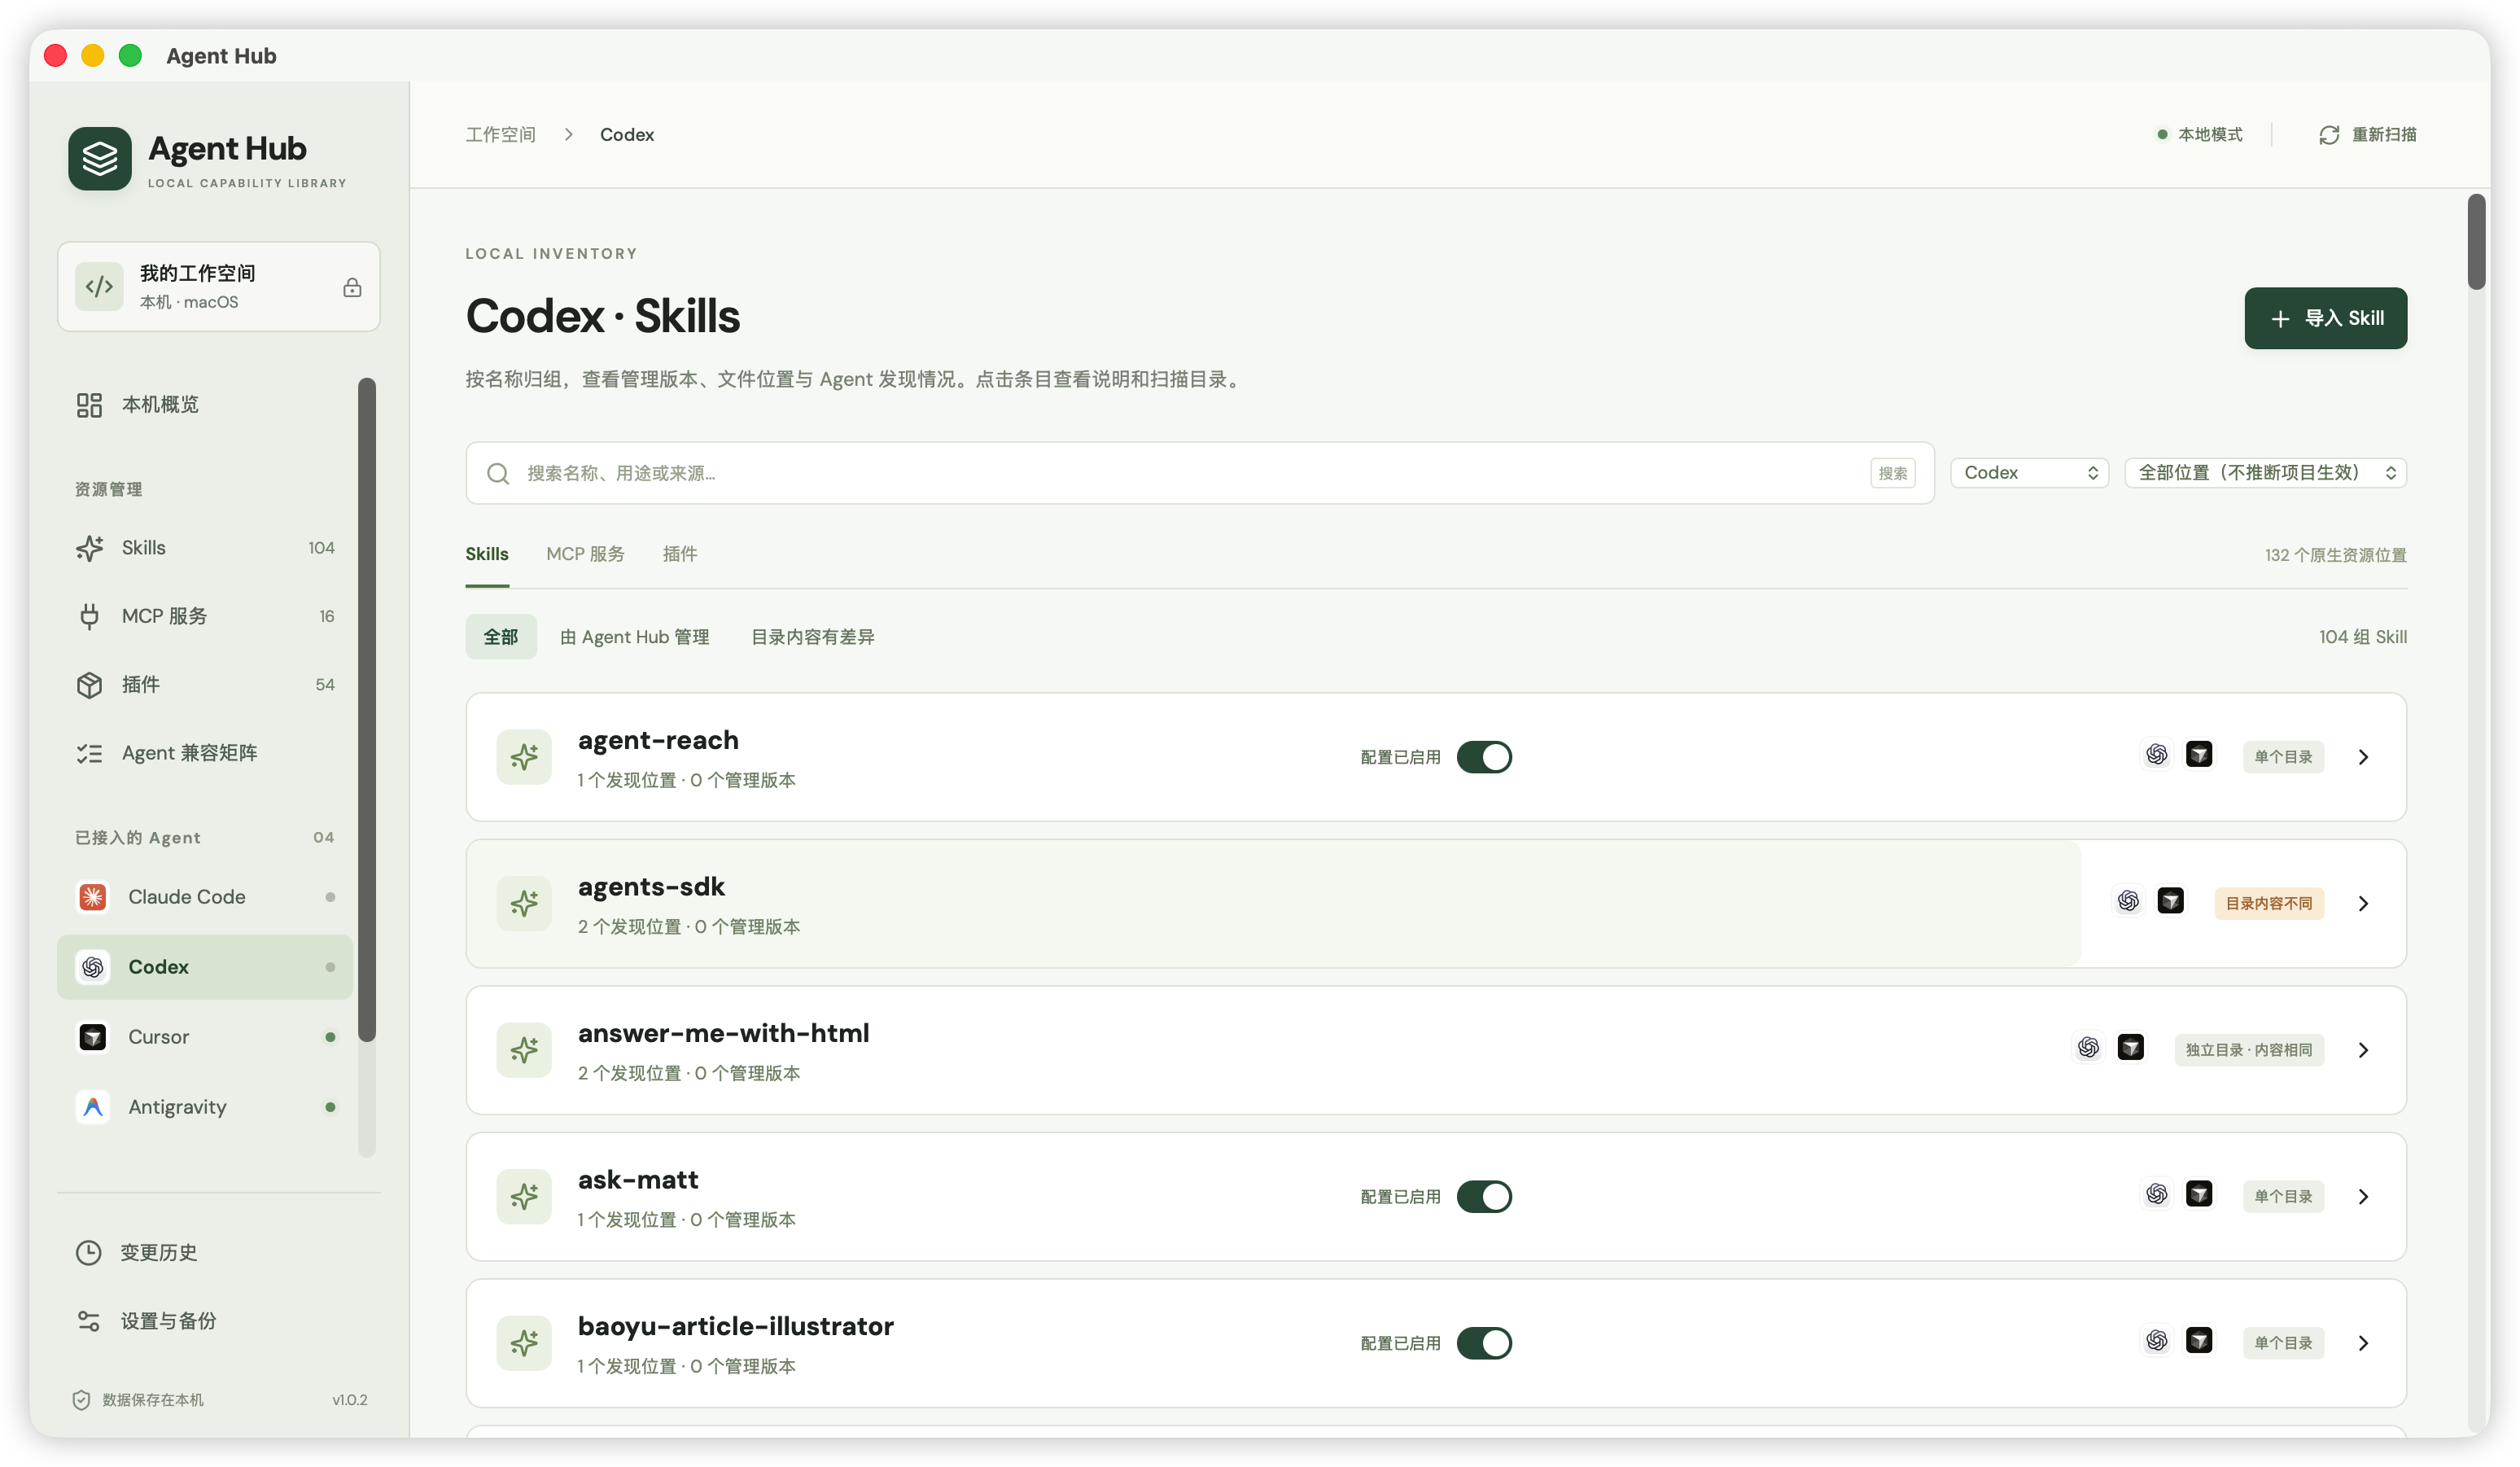 Agent Hub
Agent Hub
LOCAL CAPABILITY LIBRARY
我的工作空间
本机 · macOS
本机概览
资源管理
Skills 104
MCP 服务 16
插件 54
Agent 兼容矩阵
已接入的 Agent 04
Claude Code
Codex
Cursor
Antigravity
变更历史
设置与备份
数据保存在本机 v1.0.2
工作空间 > Codex
本地模式
重新扫描
LOCAL INVENTORY
Codex · Skills
导入 Skill
按名称归组，查看管理版本、文件位置与 Agent 发现情况。点击条目查看说明和扫描目录。
搜索名称、用途或来源...
搜索
Codex
全部位置（不推断项目生效）
Skills MCP 服务 插件
132 个原生资源位置
全部 由 Agent Hub 管理 目录内容有差异
104 组 Skill
agent-reach
1 个发现位置 · 0 个管理版本
配置已启用
单个目录
agents-sdk
2 个发现位置 · 0 个管理版本
目录内容不同
answer-me-with-html
2 个发现位置 · 0 个管理版本
独立目录 · 内容相同
ask-matt
1 个发现位置 · 0 个管理版本
配置已启用
单个目录
baoyu-article-illustrator
1 个发现位置 · 0 个管理版本
配置已启用
单个目录